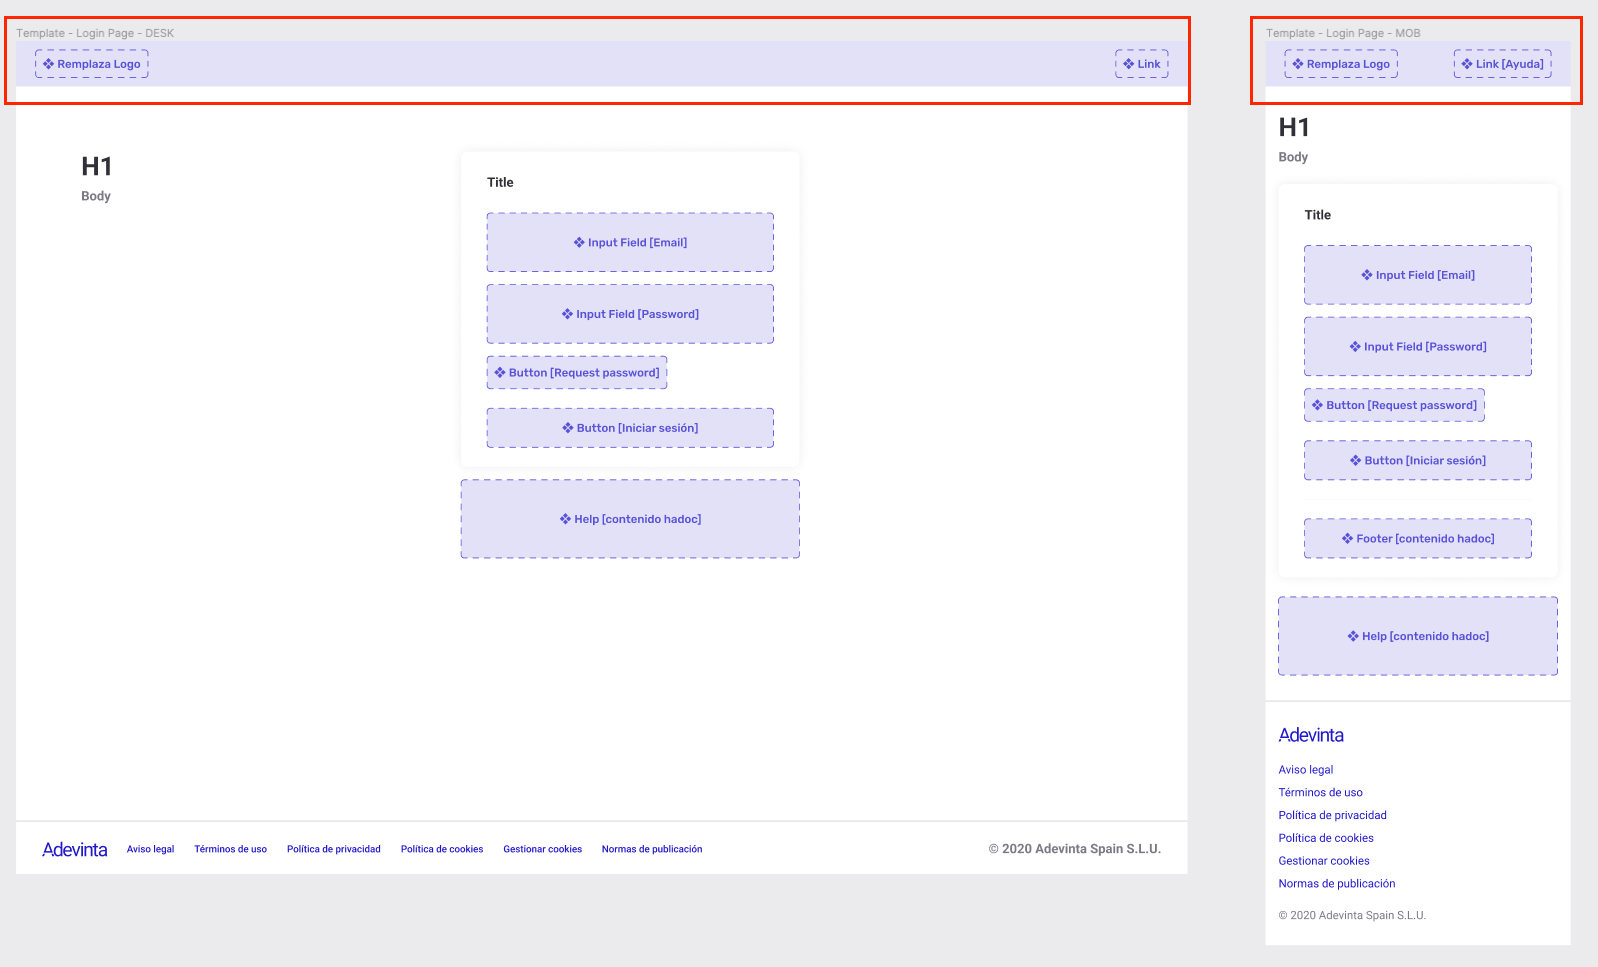 Template - Login Page - DESK
Remplaza Logo
Link
H1
Body
Title
Input Field [Email]
Input Field [Password]
Button [Request password]
Button [Iniciar sesión]
Help [contenido hadoc]
Adevinta
Aviso legal
Términos de uso
Política de privacidad
Política de cookies
Gestionar cookies
Normas de publicación
© 2020 Adevinta Spain S.L.U.
Template - Login Page - MOB
Remplaza Logo
Link [Ayuda]
H1
Body
Title
Input Field [Email]
Input Field [Password]
Button [Request password]
Button [Iniciar sesión]
Footer [contenido hadoc]
Help [contenido hadoc]
Adevinta
Aviso legal
Términos de uso
Política de privacidad
Política de cookies
Gestionar cookies
Normas de publicación
© 2020 Adevinta Spain S.L.U.